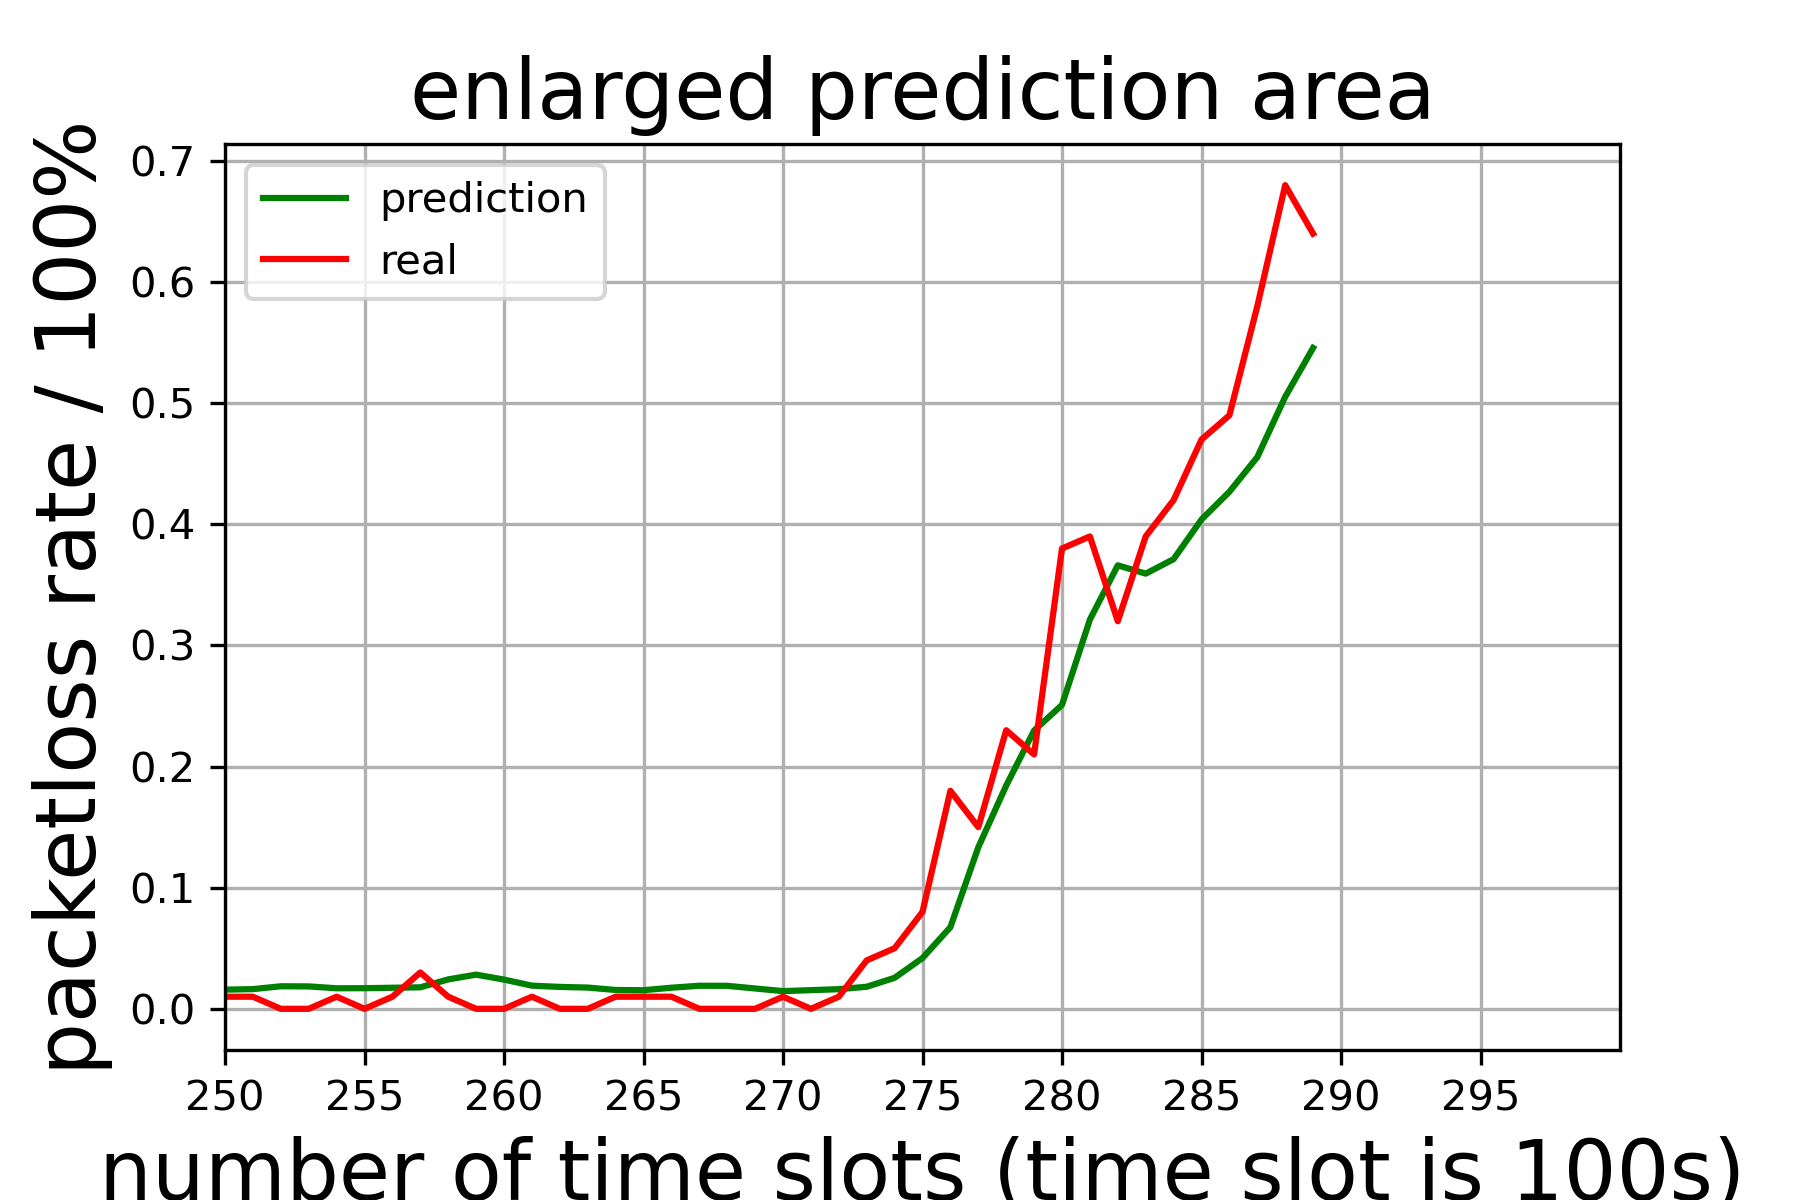 enlarged prediction area
packetloss rate / 100%
0.7
0.6
0.5
0.4
0.3
0.2
0.1
0.0
prediction
real
250 255 260 265 270 275 280 285 290 295
number of time slots (time slot is 100s)